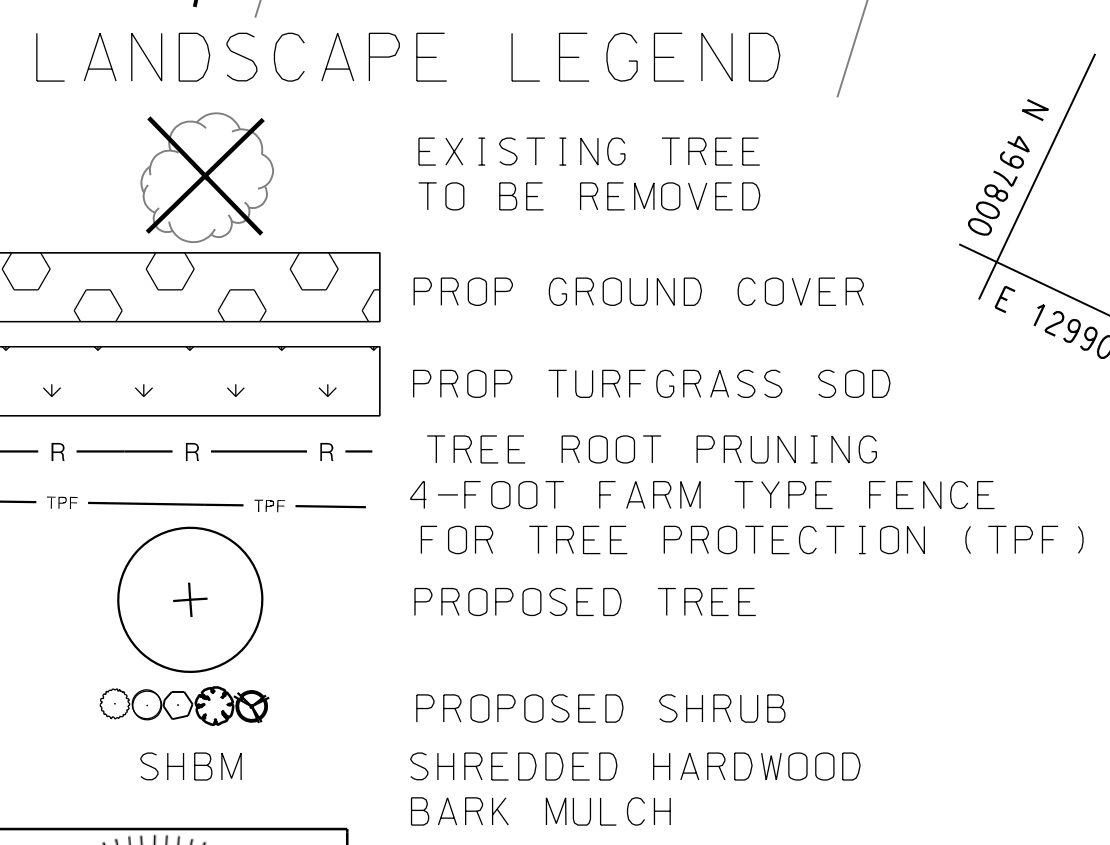 LANDSCAPE LEGEND
EXISTING TREE
TO BE REMOVED
N 497800
E 12990
PROP GROUND COVER
PROP TURFGRASS SOD
R R R TREE ROOT PRUNING
TPF TPF 4-FOOT FARM TYPE FENCE
FOR TREE PROTECTION (TPF)
PROPOSED TREE
PROPOSED SHRUB
SHBM SHREDDED HARDWOOD
BARK MULCH